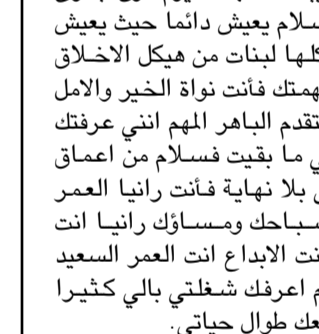 سلام يعيش دائما حيث يعيش
كلها لبنات من هيكل الاخلاق
همتك فأنت نواة الخير والامل
تقدم الباهر المهم انني عرفتك
ي ما بقيت فسلام من اعماق
بلا نهاية فأنت رانيا العمر
سباحك ومساؤك رانيا انت
نت الابداع انت العمر السعيد
م اعرفك شغلتي بالي كثيرا
عك طوال حياتي.